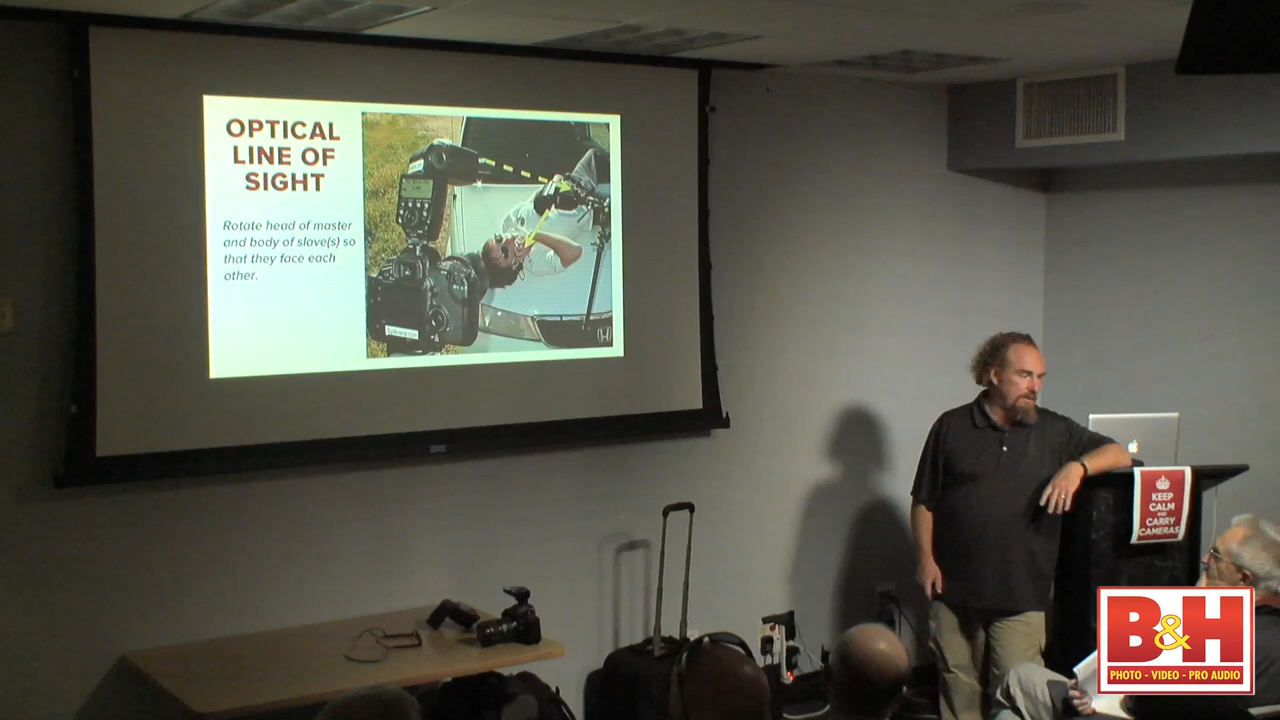 OPTICAL
LINE OF
SIGHT
Rotate head of master
and body of slave(s) so
that they face each
other.
KEEP
CALM
AND
CARRY
CAMERAS
B&H
PHOTO - VIDEO - PRO AUDIO